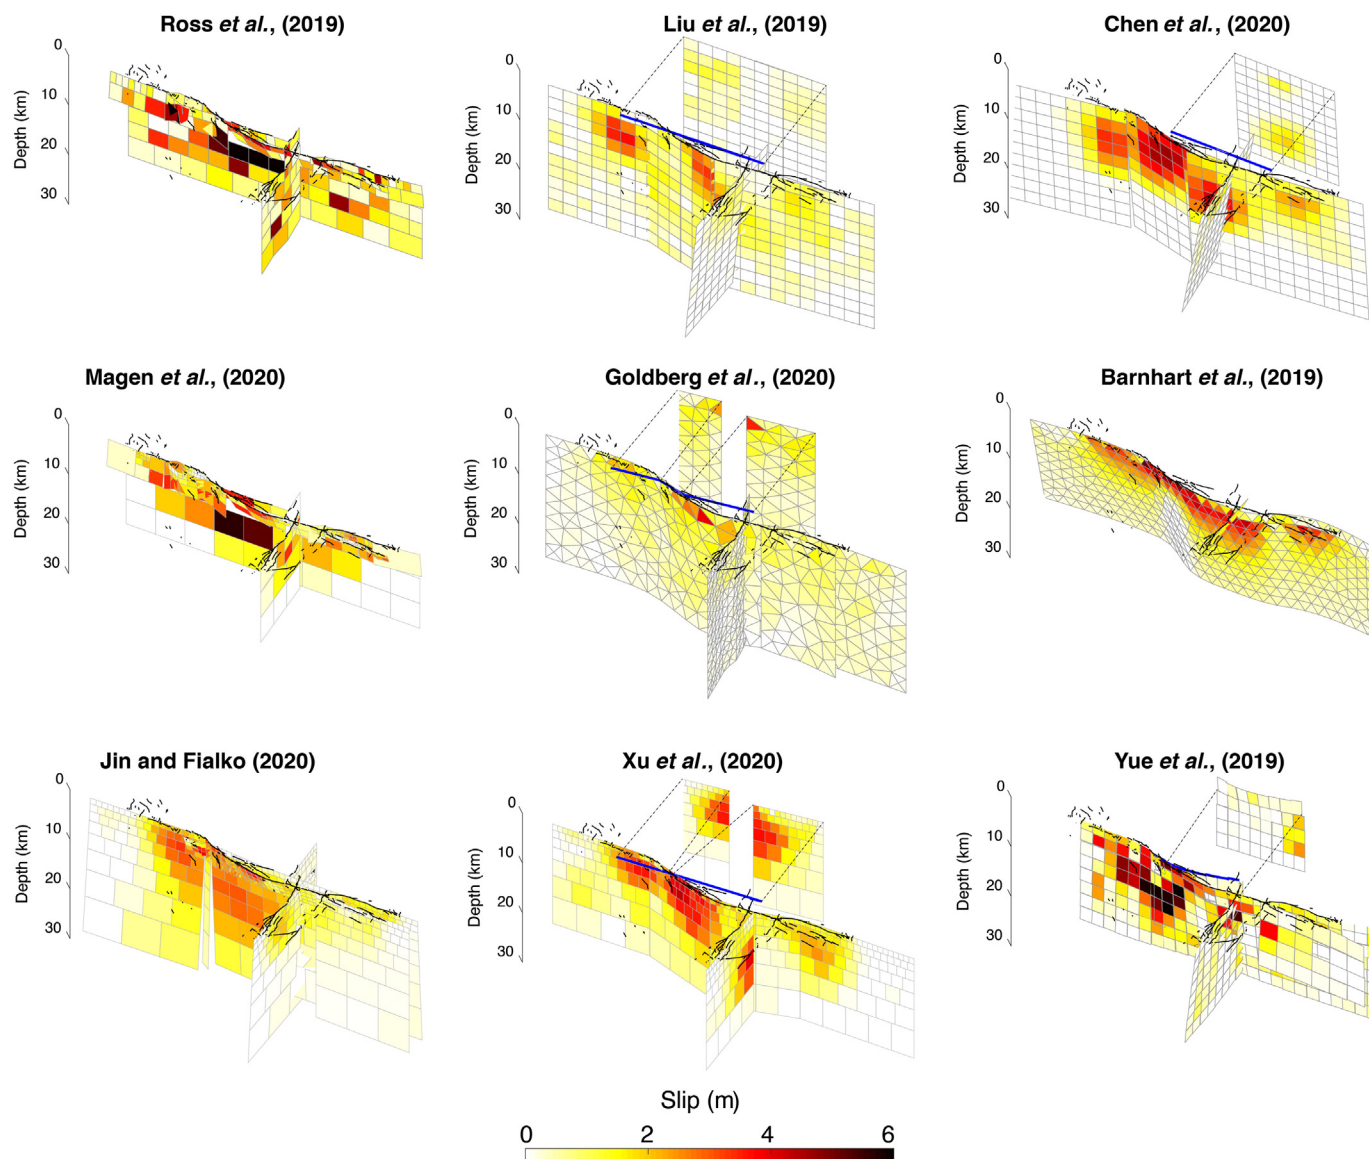 Ross et al., (2019)
Liu et al., (2019)
Chen et al., (2020)
0
10
20
30
Depth (km)
0
10
20
30
Depth (km)
0
10
20
30
Depth (km)
Magen et al., (2020)
Goldberg et al., (2020)
Barnhart et al., (2019)
0
10
20
30
Depth (km)
0
10
20
30
Depth (km)
0
10
20
30
Depth (km)
Jin and Fialko (2020)
Xu et al., (2020)
Yue et al., (2019)
0
10
20
30
Depth (km)
0
10
20
30
Depth (km)
0
10
20
30
Depth (km)
Slip (m)
0 2 4 6